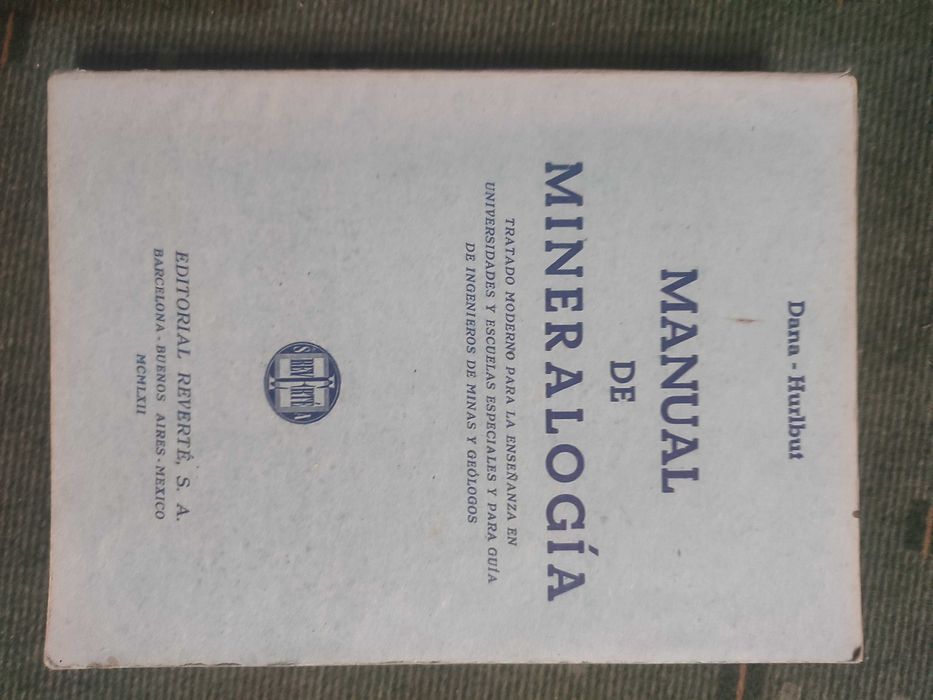 Dana - Hurlbut
MANUAL
DE
MINERALOGÍA
TRATADO MODERNO PARA LA ENSEÑANZA EN
UNIVERSIDADES Y ESCUELAS ESPECIALES Y PARA GUÍA
DE INGENIEROS DE MINAS Y GEÓLOGOS
S REVERTÉ A
EDITORIAL REVERTÉ, S. A.
BARCELONA - BUENOS AIRES - MEXICO
MCMLXII